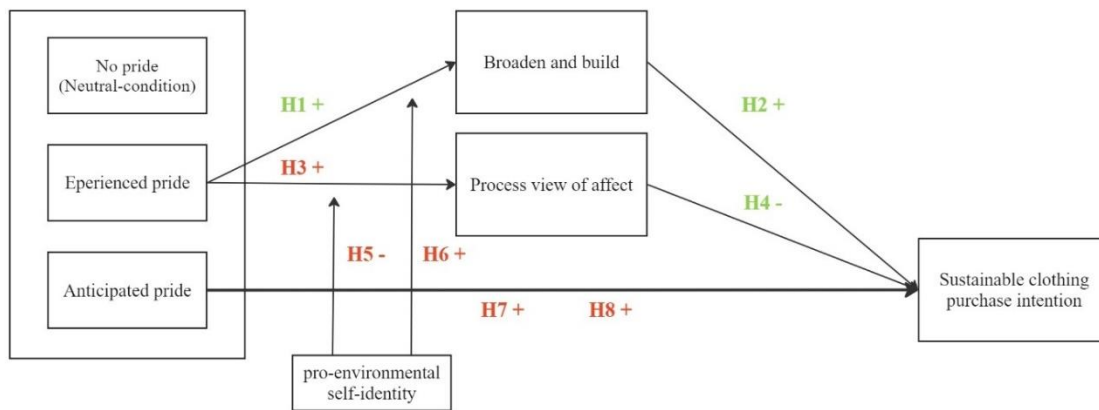 No pride
(Neutral-condition)
Broaden and build
H1 +
H2 +
Eperienced pride
H3 +
Process view of affect
H4 -
H5 -
H6 +
Anticipated pride
Sustainable clothing
purchase intention
H7 +
H8 +
pro-environmental
self-identity